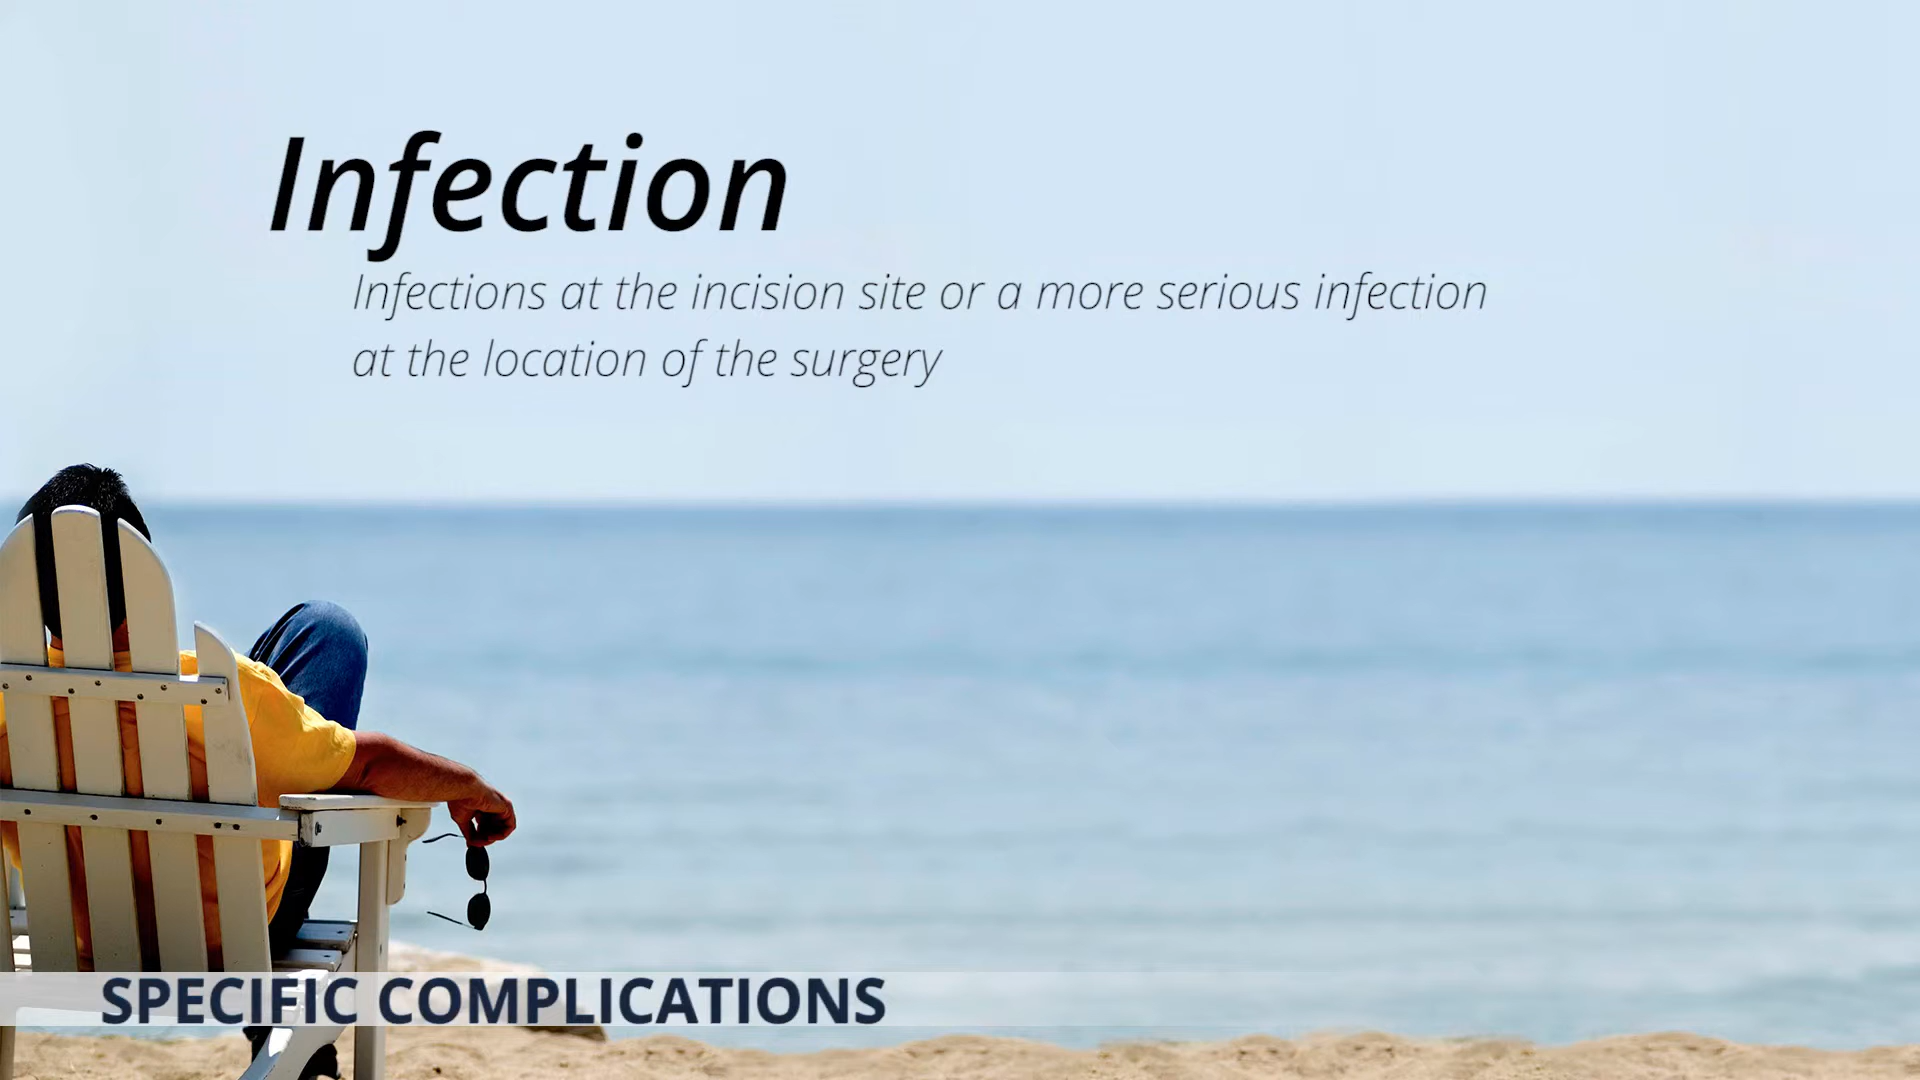 Infection
Infections at the incision site or a more serious infection
at the location of the surgery
SPECIFIC COMPLICATIONS